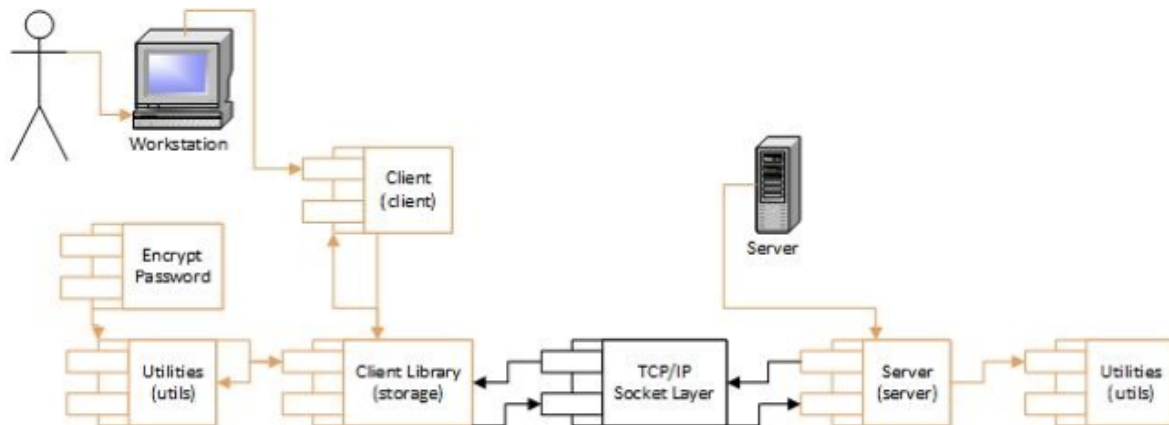 Workstation
Client
(client)
Server
Encrypt
Password
Utilities
(utils)
Client Library
(storage)
TCP/IP
Socket Layer
Server
(server)
Utilities
(utils)